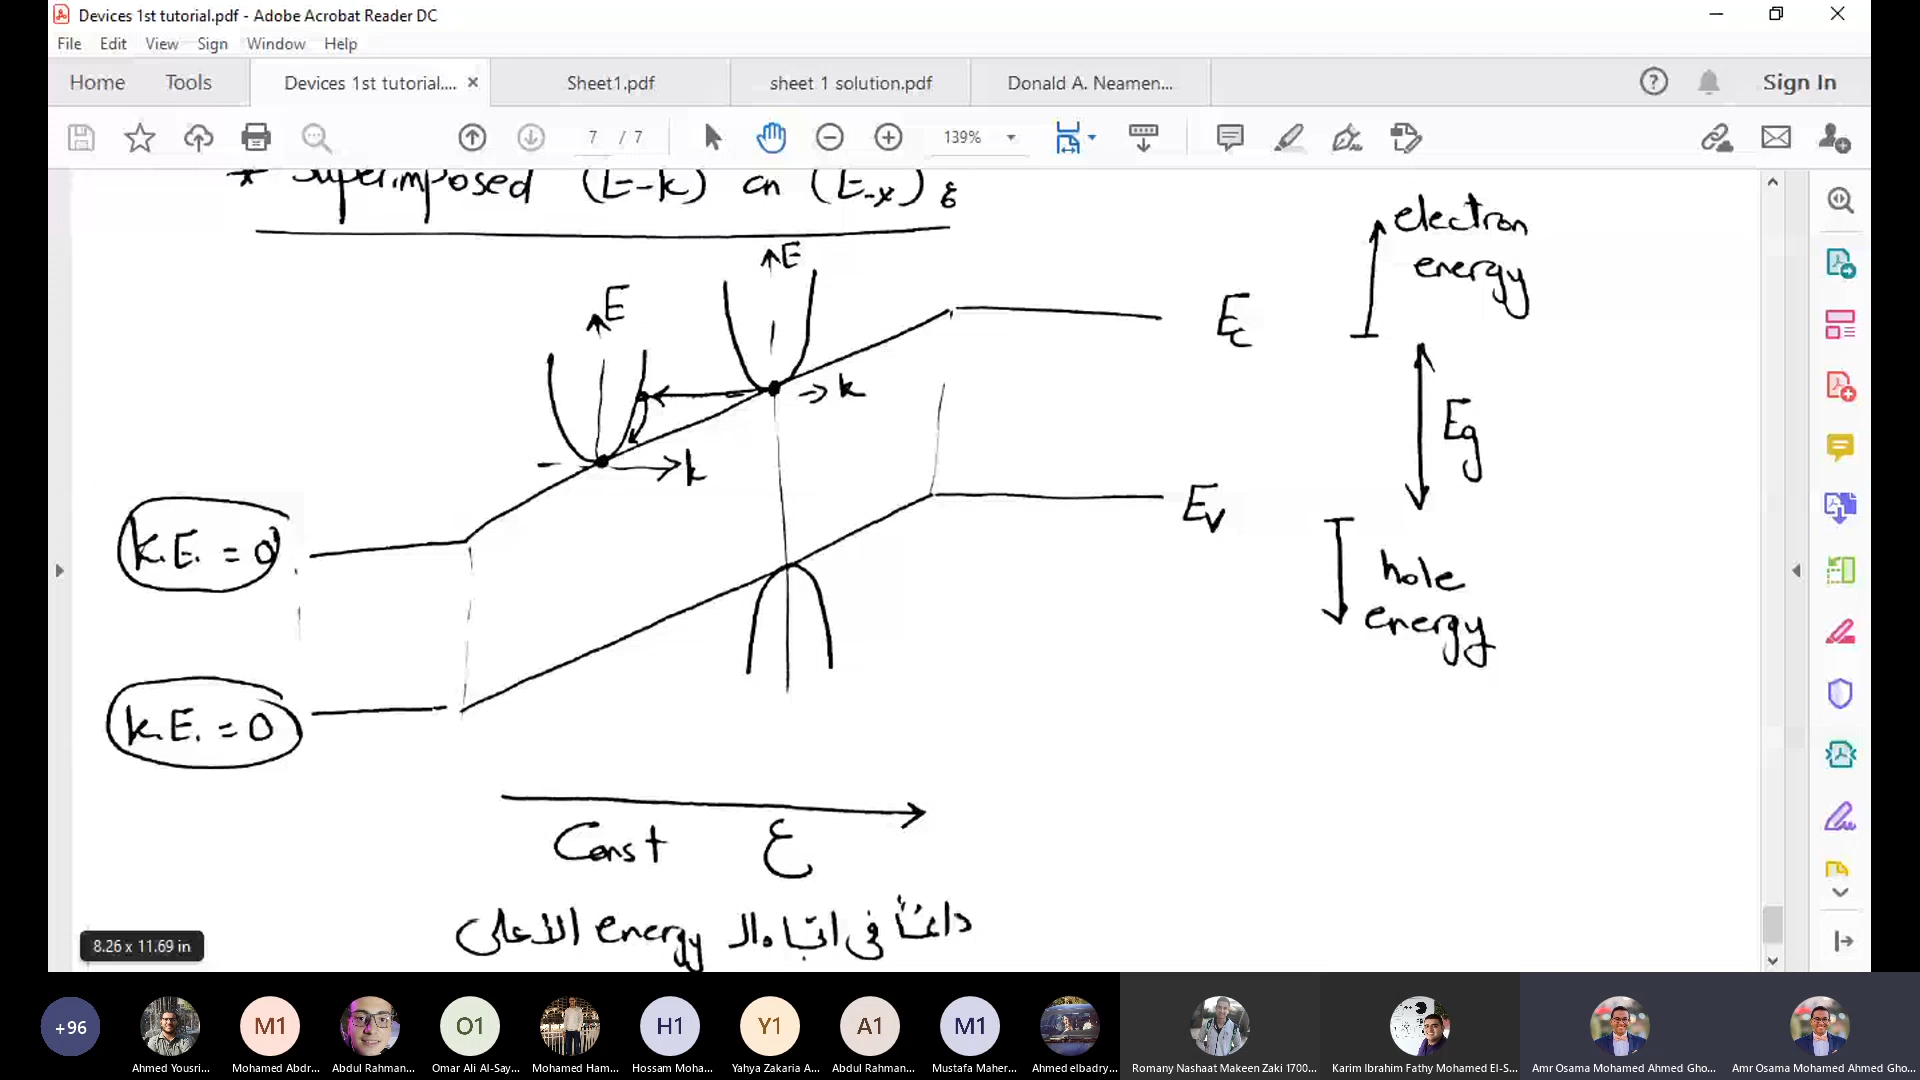 Devices 1st tutorial.pdf - Adobe Acrobat Reader DC
File Edit View Sign Window Help
Home Tools Devices 1st tutorial.... × Sheet1.pdf sheet 1 solution.pdf Donald A. Neamen... Sign In
7 / 7 139%
* Superimposed (E-k) on (E-x)
electron
energy
E
E
Ec
k
Eg
k
Ev
K.E. = 0
hole
energy
K.E. = 0
Const ε
دائمًا في اتجاه ال energy الاعلى
8.26 x 11.69 in
+96
M1
O1
H1
Y1
A1
M1
Ahmed Yousri...
Mohamed Abdr...
Abdul Rahman...
Omar Ali Al-Say...
Mohamed Ham...
Hossam Moha...
Yahya Zakaria A...
Abdul Rahman...
Mustafa Maher...
Ahmed elbadry...
Romany Nashaat Makeen Zaki 1700...
Karim Ibrahim Fathy Mohamed El-S...
Amr Osama Mohamed Ahmed Gho...
Amr Osama Mohamed Ahmed Gho...